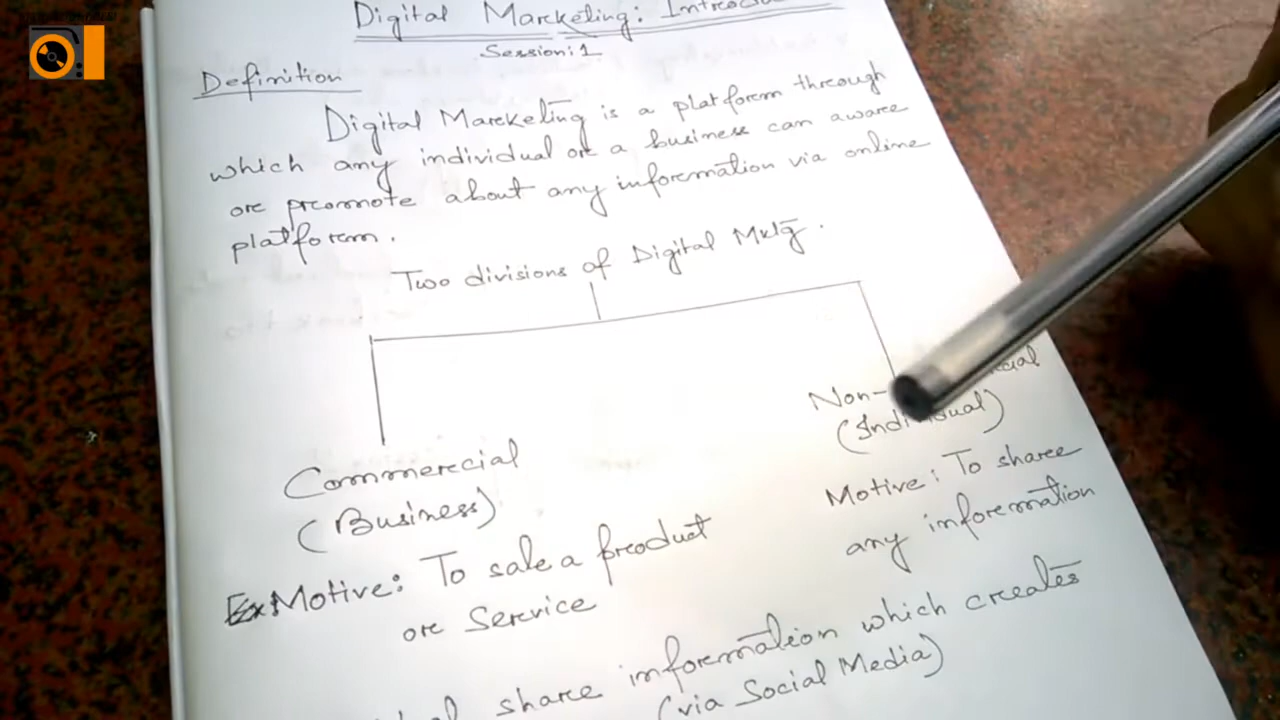 Digital Marketing:
Session: 1
Definition
Digital Marketing is a platform through
which any individual or a business can aware
or promote about any information via online
platform.
Two divisions of Digital Mktg.
Commercial
(Business)
Motive: To sale a product
or Service
Non-
(Individual)
Motive: To share
any information
share information which creates
(via Social Media)